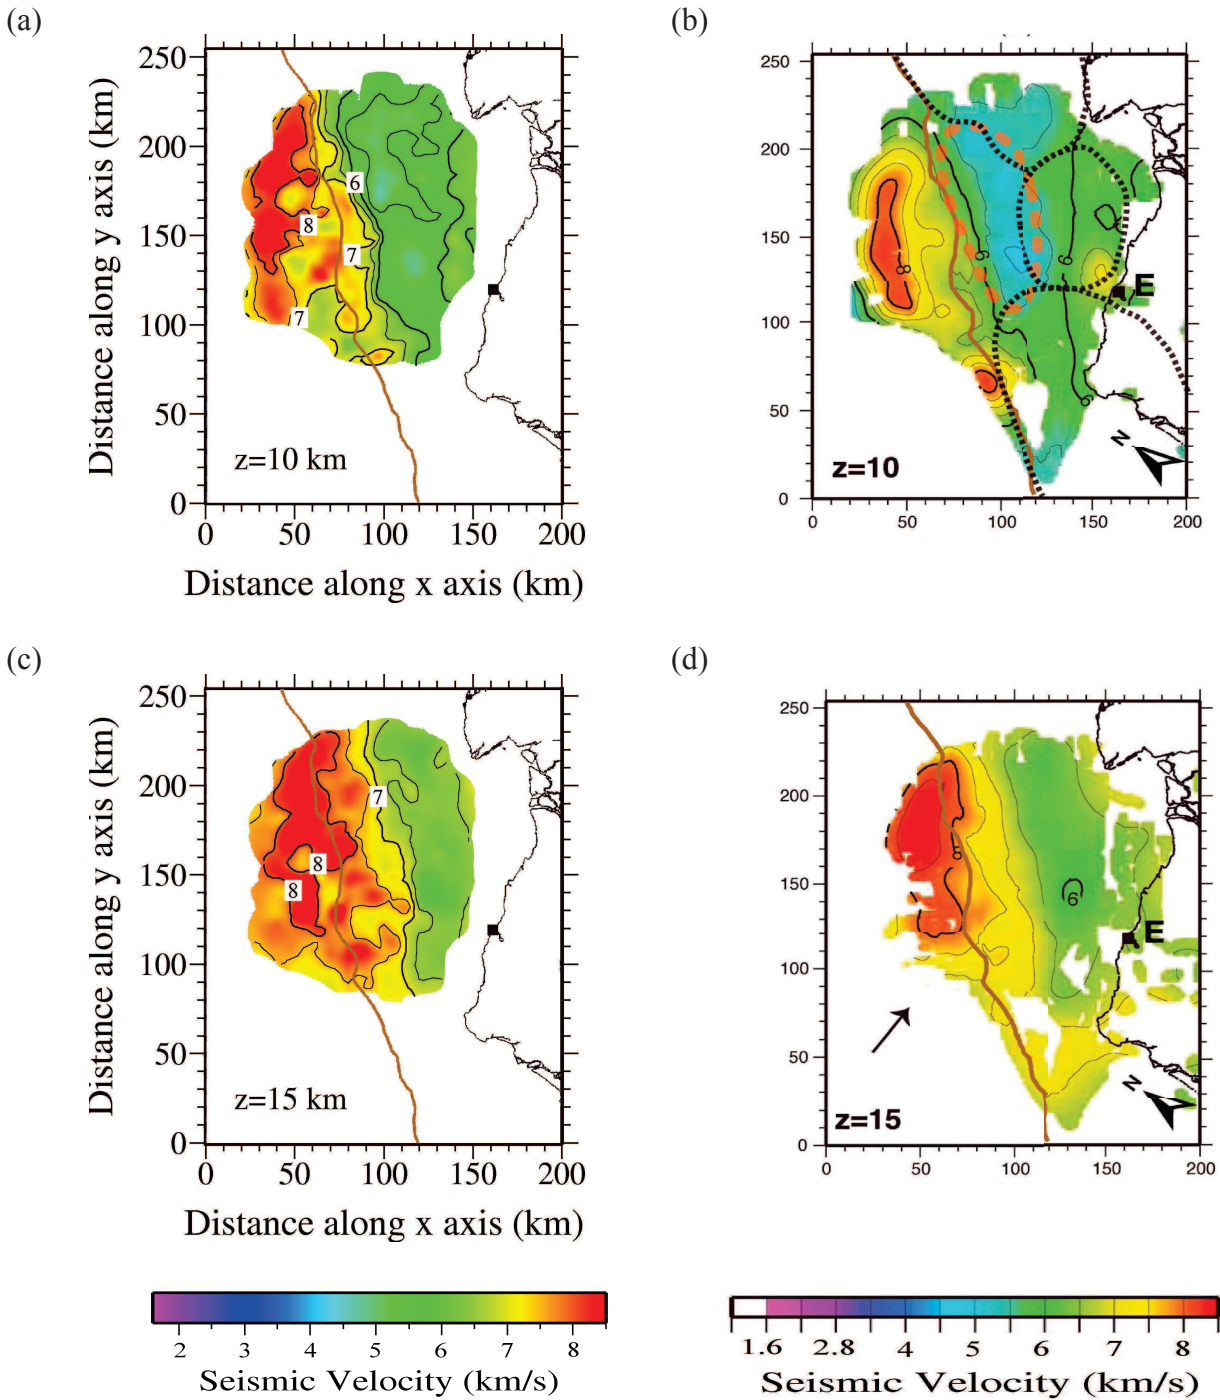 (a)
250
200
150
100
50
0
Distance along y axis (km)
6
8
7
7
z=10 km
0 50 100 150 200
Distance along x axis (km)
(b)
250
200
150
100
50
0
8
6
6
6
E
N
z=10
0 50 100 150 200
(c)
250
200
150
100
50
0
Distance along y axis (km)
7
8
8
z=15 km
0 50 100 150 200
Distance along x axis (km)
(d)
250
200
150
100
50
0
8
6
E
N
z=15
0 50 100 150 200
2 3 4 5 6 7 8
Seismic Velocity (km/s)
1.6 2.8 4 5 6 7 8
Seismic Velocity (km/s)